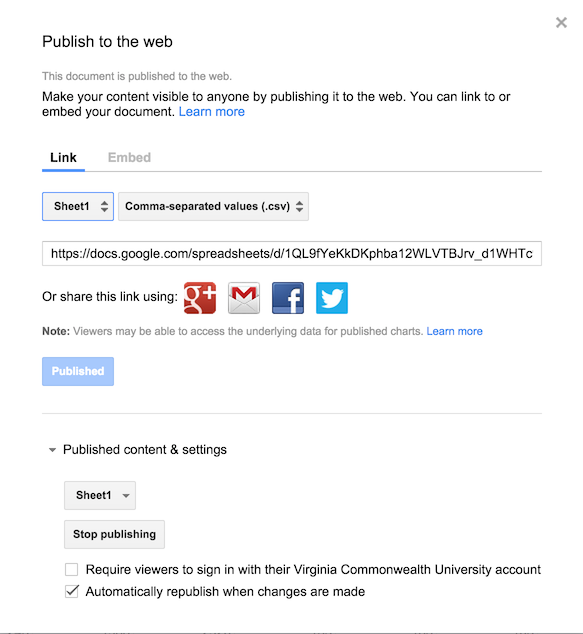 Publish to the web
This document is published to the web.
Make your content visible to anyone by publishing it to the web. You can link to or
embed your document. Learn more
Link Embed
Sheet1 Comma-separated values (.csv)
https://docs.google.com/spreadsheets/d/1QL9fYeKkDKphba12WLVTBJrv_d1WHTc
Or share this link using: g+ M f
Note: Viewers may be able to access the underlying data for published charts. Learn more
Published
Published content & settings
Sheet1
Stop publishing
Require viewers to sign in with their Virginia Commonwealth University account
Automatically republish when changes are made